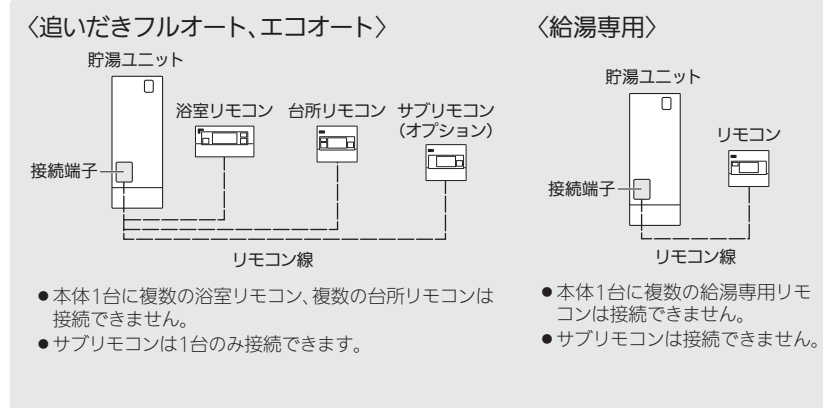 〈追いだきフルオート、エコオート〉
貯湯ユニット
浴室リモコン
台所リモコン
サブリモコン
(オプション)
接続端子
リモコン線
●本体1台に複数の浴室リモコン、複数の台所リモコンは
接続できません。
●サブリモコンは1台のみ接続できます。
〈給湯専用〉
貯湯ユニット
リモコン
接続端子
リモコン線
●本体1台に複数の給湯専用リモ
コンは接続できません。
●サブリモコンは接続できません。